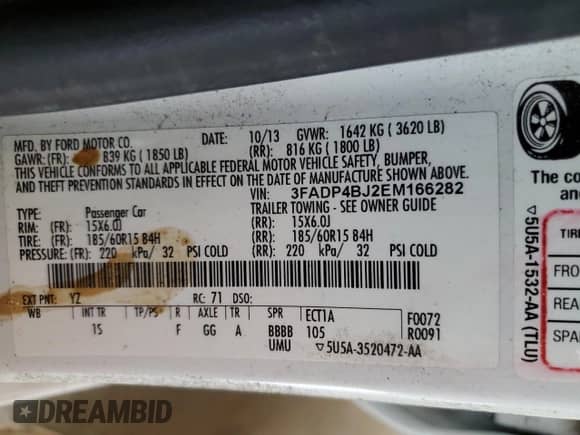 MFD. BY FORD MOTOR CO.
DATE: 10/13 GVWR: 1642 KG ( 3620 LB)
GAWR: (FR): 839 KG ( 1850 LB) (RR): 816 KG ( 1800 LB)
THIS VEHICLE CONFORMS TO ALL APPLICABLE FEDERAL MOTOR VEHICLE SAFETY, BUMPER,
AND THEFT PREVENTION STANDARDS IN EFFECT ON THE DATE OF MANUFACTURE SHOWN ABOVE.
VIN: 3FADP4BJ2EM166282
TYPE: Passenger Car TRAILER TOWING - SEE OWNER GUIDE
RIM: (FR): 15X6.0J (RR): 15X6.0J
TIRE: (FR): 185/60R15 84H (RR): 185/60R15 84H
PRESSURE: (FR): 220 kPa/ 32 PSI COLD (RR): 220 kPa/ 32 PSI COLD
EXT PNT: YZ RC: 71 DSO:
WB INT TR TP/PS R AXLE TR SPR ECT1A F0072
15 F GG A BBBB 105 R0091
UMU ▽5U5A-3520472-AA
▽5U5A-1532-AA (TLU)
The co
or
TIRE
FRO
REA
SPA
DREAMBID